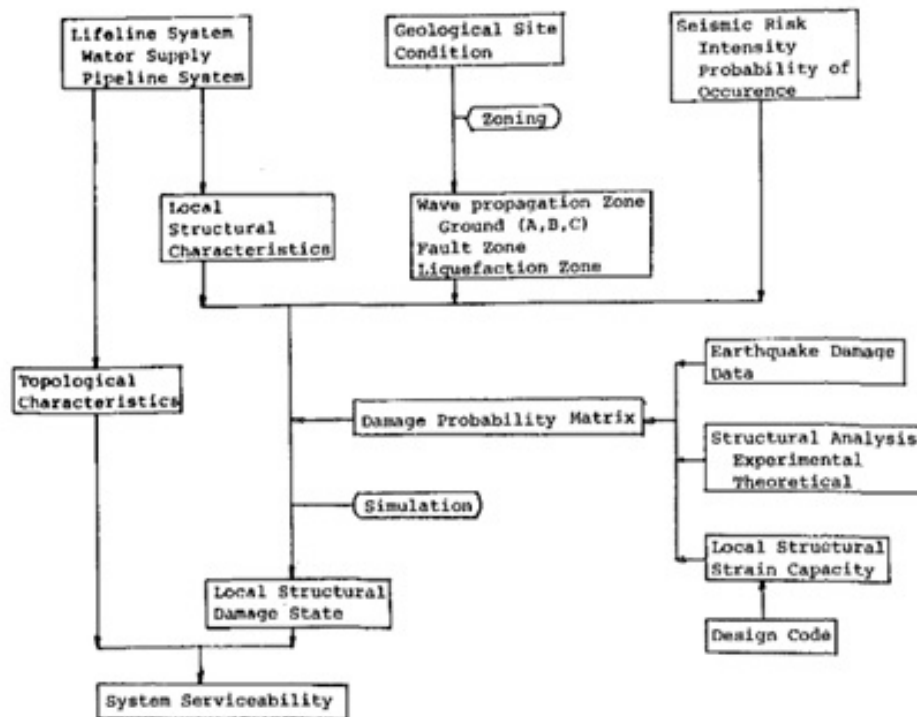 Lifeline System
Water Supply
Pipeline System
Geological Site
Condition
Seismic Risk
Intensity
Probability of
Occurence
Zoning
Local
Structural
Characteristics
Wave propagation Zone
Ground (A,B,C)
Fault Zone
Liquefaction Zone
Topological
Characteristics
Damage Probability Matrix
Earthquake Damage
Data
Structural Analysis
Experimental
Theoretical
Simulation
Local Structural
Strain Capacity
Local Structural
Damage State
Design Code
System Serviceability